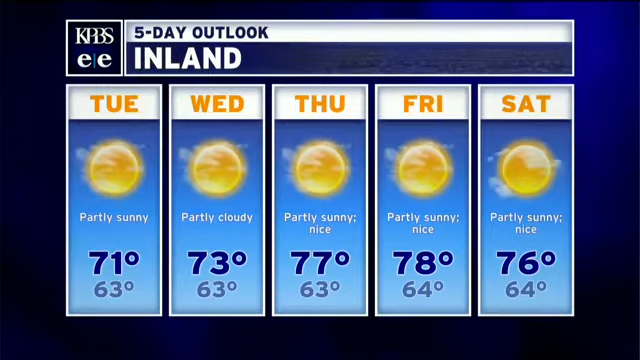 KPBS
e|e
5-DAY OUTLOOK
INLAND
TUE
WED
THU
FRI
SAT
Partly sunny
Partly cloudy
Partly sunny;
nice
Partly sunny;
nice
Partly sunny;
nice
71°
73°
77°
78°
76°
63°
63°
63°
64°
64°